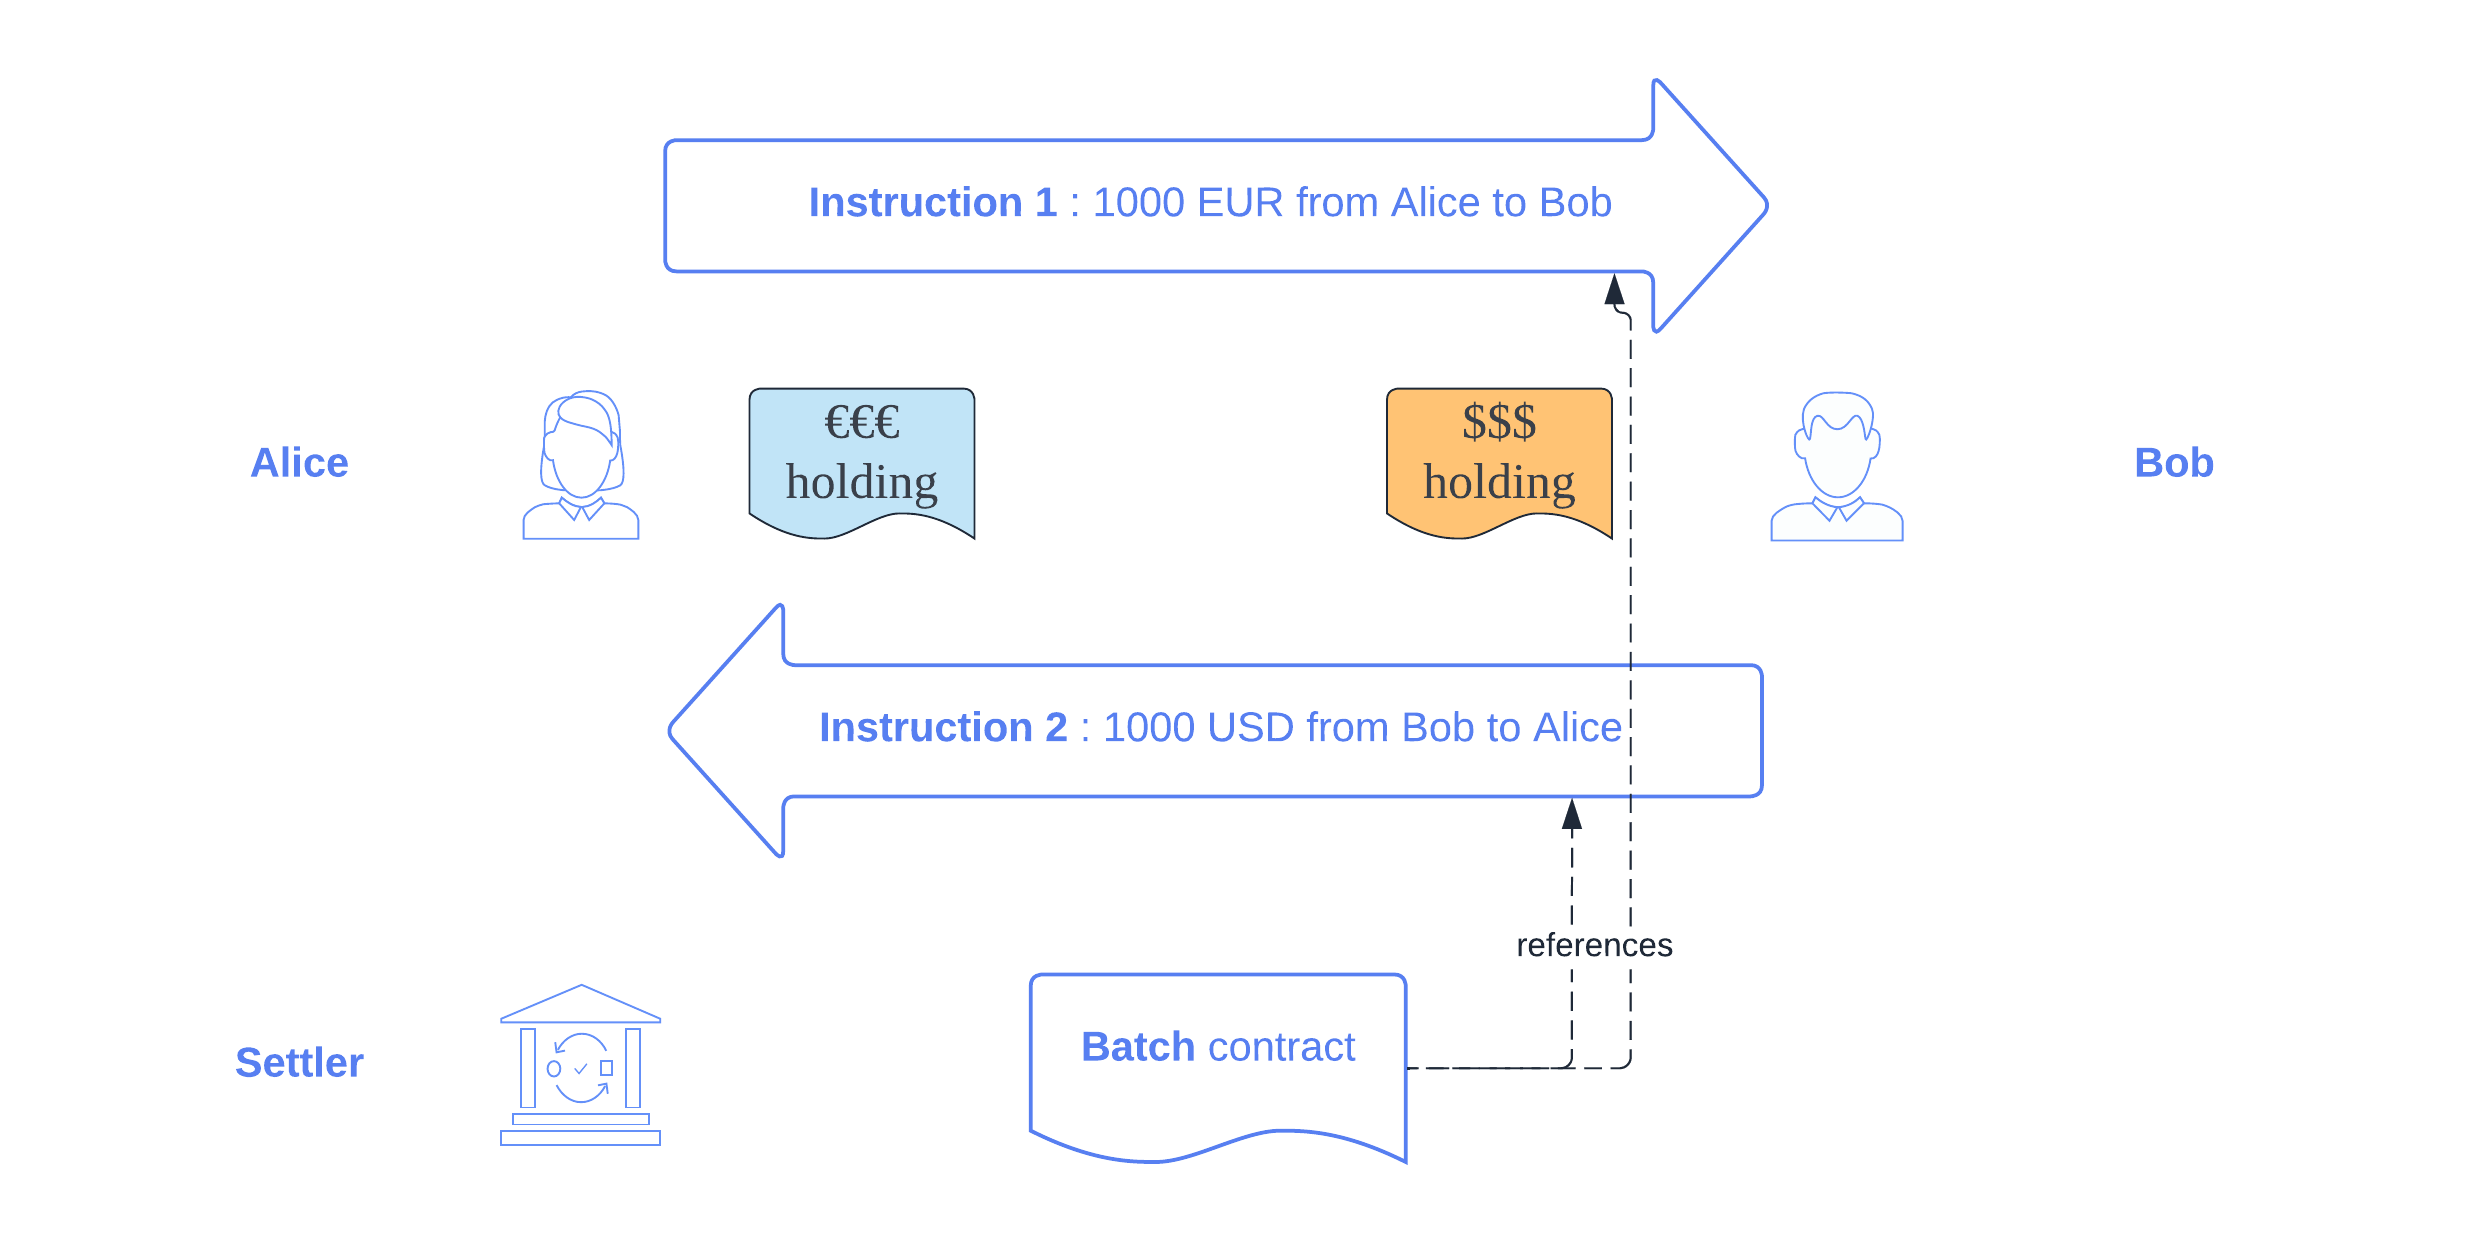 Instruction 1 : 1000 EUR from Alice to Bob
Alice
€€€
holding
$$$
holding
Bob
Instruction 2 : 1000 USD from Bob to Alice
references
Settler
Batch contract